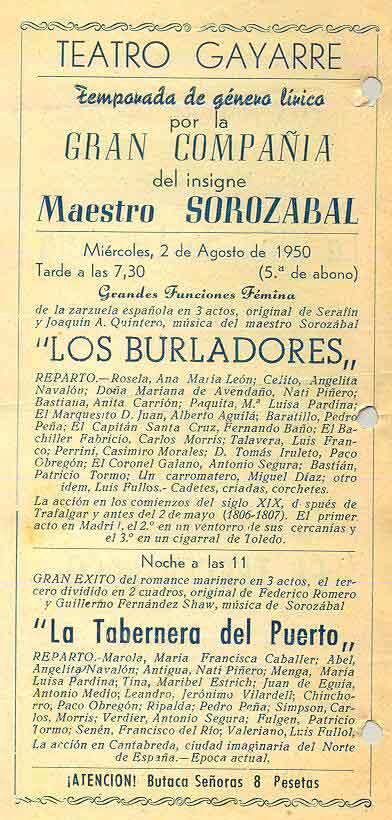 TEATRO GAYARRE
Temporada de género lírico
por la
GRAN COMPAÑIA
del insigne
Maestro SOROZABAL
Miércoles, 2 de Agosto de 1950
Tarde a las 7,30 (5.ª de abono)
Grandes Funciones Fémina
de la zarzuela española en 3 actos, original de Serafín
y Joaquín A. Quintero, música del maestro Sorozábal
"LOS BURLADORES„
REPARTO.—Rosela, Ana María León; Celito, Angelita
Navalón; Doña Mariana de Avendaño, Nati Piñero;
Bastiana, Anita Carrión; Paquita, M.ª Luisa Pardina;
El Marquesito D. Juan, Alberto Aguilá; Baratillo, Pedro
Peña; El Capitán Santa Cruz, Fernando Baño; El Ba-
chiller Fabricio, Carlos Morris; Talavera, Luis Fran-
co; Perrini, Casimiro Morales; D. Tomás Iruleto, Paco
Obregón; El Coronel Galano, Antonio Segura; Bastián,
Patricio Tormo; Un carromatero, Miguel Díaz; otro
idem, Luis Fullos.- Cadetes, criadas, corchetes.
La acción en los comienzos del siglo XIX, d spués de
Trafalgar y antes del 2 de mayo (1806-1807). El primer
acto en Madri , el 2.º en un ventorro de sus cercanías y
el 3.º en un cigarral de Toledo.
Noche a las 11
GRAN EXITO del romance marinero en 3 actos, el ter-
cero dividido en 2 cuadros, original de Federico Romero
y Guillermo Fernández Shaw, música de Sorozábal
"La Tabernera del Puerto„
REPARTO.-Marola, María Francisca Caballer; Abel,
Angelita Navalón; Antigua, Nati Piñero; Menga, María
Luisa Pardina; Tina, Maribel Estrich; Juan de Eguía,
Antonio Medio; Leandro, Jerónimo Vilardell; Chincho-
rro, Paco Obregón; Ripalda; Pedro Peña; Simpson, Car-
los, Morris; Verdier, Antonio Segura; Fulgen, Patricio
Tormo; Senén, Francisco del Río; Valeriano, Luis Fullol.
La acción en Cantabreda, ciudad imaginaria del Norte
de España.—Epoca actual.
¡ATENCION! Butaca Señoras 8 Pesetas